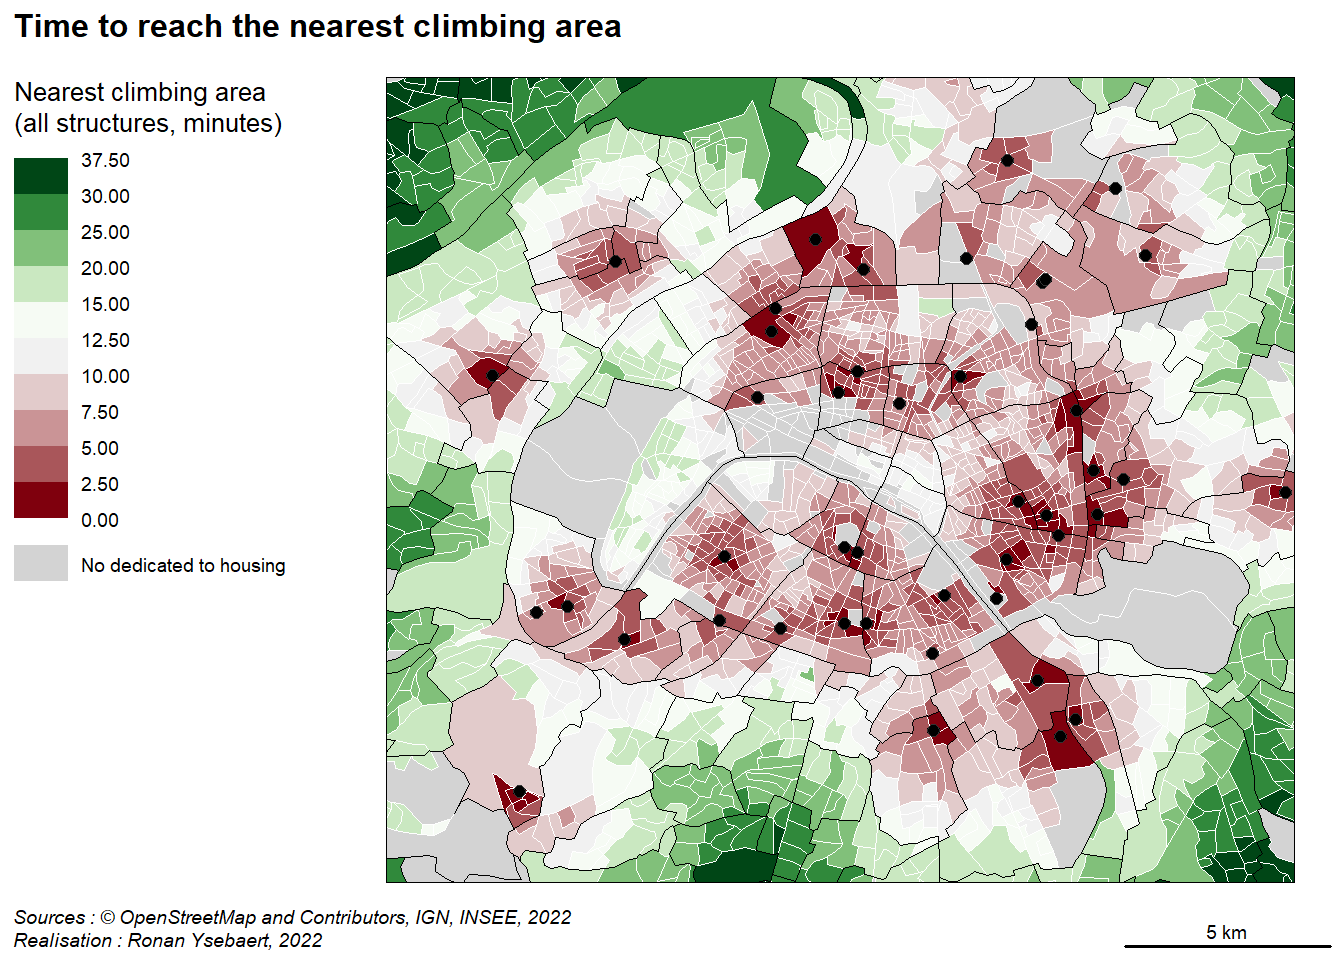 Time to reach the nearest climbing area
Nearest climbing area
(all structures, minutes)
37.50
30.00
25.00
20.00
15.00
12.50
10.00
7.50
5.00
2.50
0.00
No dedicated to housing
Sources : © OpenStreetMap and Contributors, IGN, INSEE, 2022
Realisation : Ronan Ysebaert, 2022
5 km